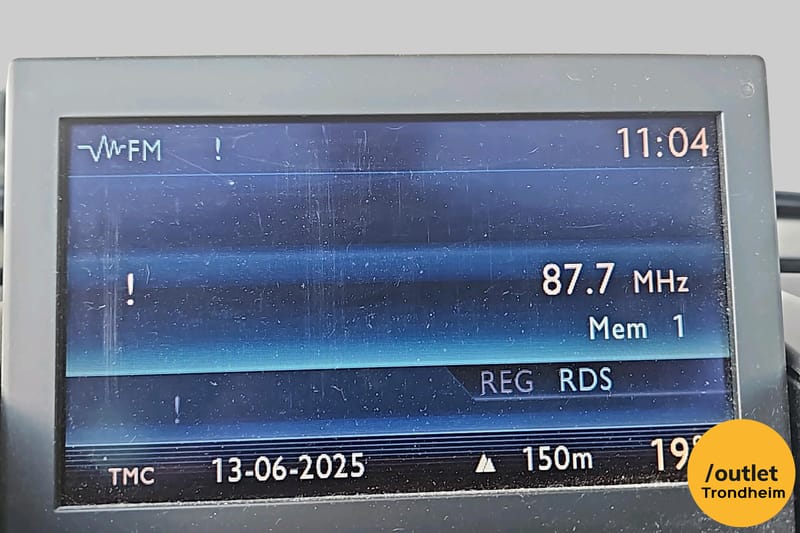 FM ! 11:04
! 87.7 MHz
Mem 1
! REG RDS
TMC 13-06-2025 150m 19°
/outlet
Trondheim